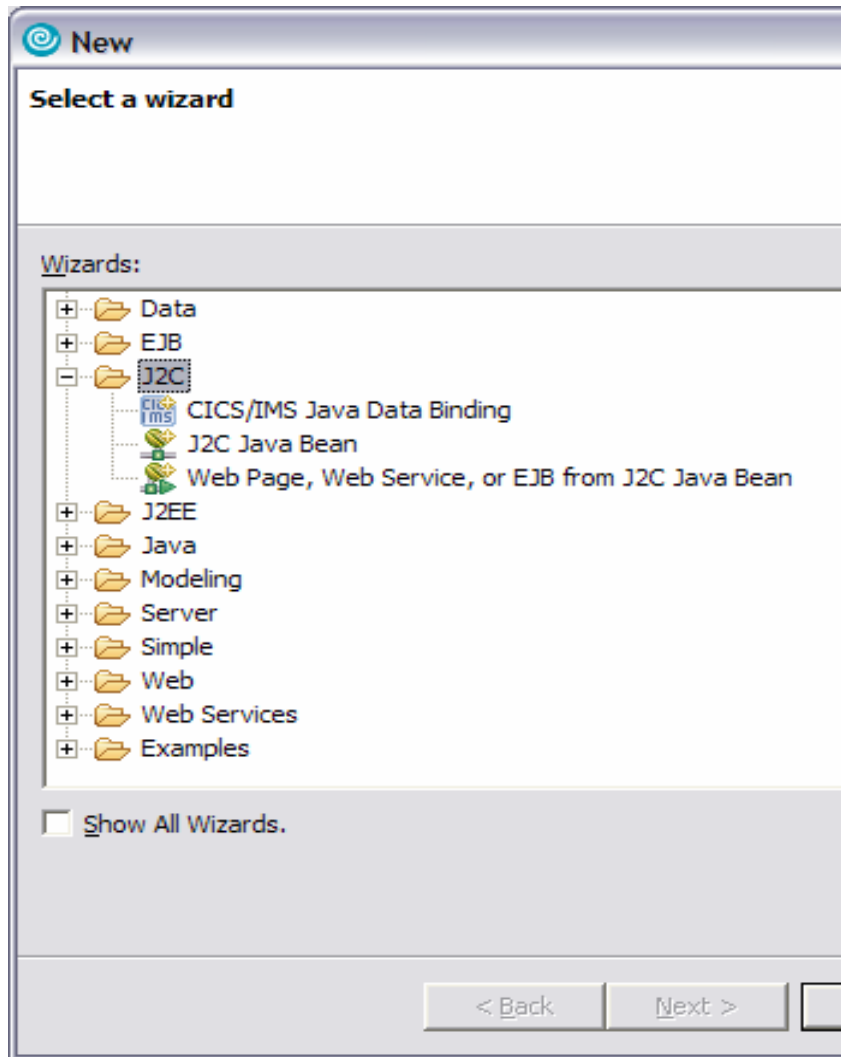 New
Select a wizard
Wizards:
Data
EJB
J2C
CICS/IMS Java Data Binding
J2C Java Bean
Web Page, Web Service, or EJB from J2C Java Bean
J2EE
Java
Modeling
Server
Simple
Web
Web Services
Examples
Show All Wizards.
< Back Next >